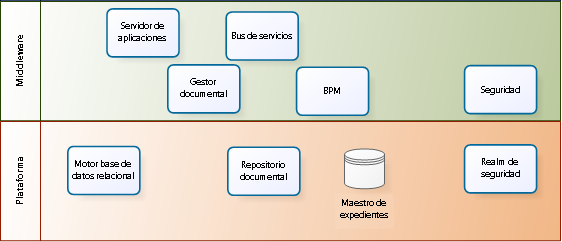 Middleware
Servidor de
aplicaciones
Bus de servicios
Gestor
documental
BPM
Seguridad
Plataforma
Motor base de
datos relacional
Repositorio
documental
Maestro de
expedientes
Realm de
seguridad